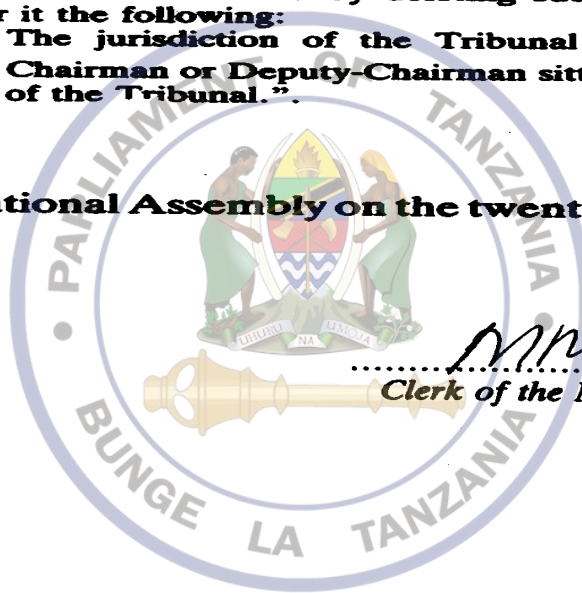 r it the following:
The jurisdiction of the Tribunal
Chairman or Deputy-Chairman sitt
of the Tribunal.”.
PARLIAMENT OF TANZANIA
ational Assembly on the twent
UHURU NA UMOJA
Clerk of the
BUNGE LA TANZANIA